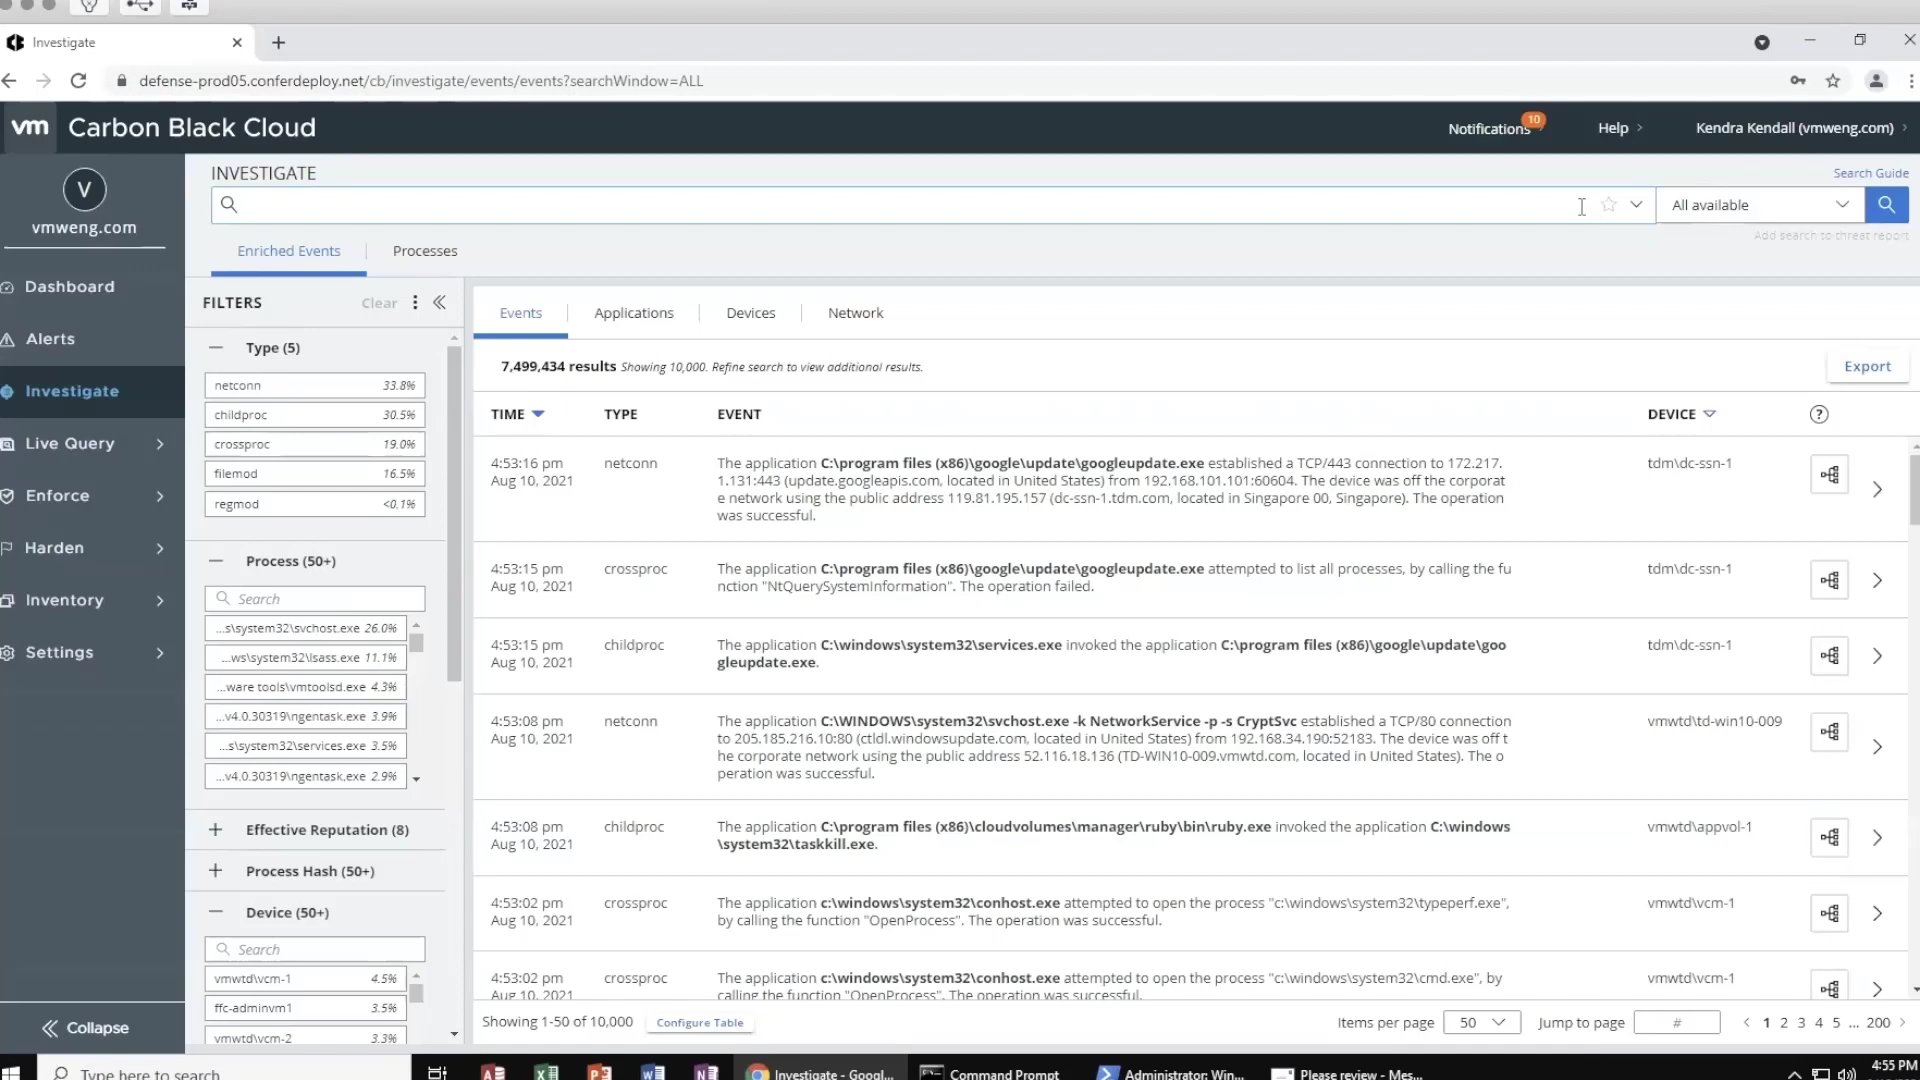 Investigate
defense-prod05.conferdeploy.net/cb/investigate/events/events?searchWindow=ALL
vm Carbon Black Cloud
Notifications 10
Help
Kendra Kendall (vmweng.com)
V
vmweng.com
Dashboard
Alerts
Investigate
Live Query
Enforce
Harden
Inventory
Settings
Collapse
INVESTIGATE
Search Guide
All available
Add search to threat report
Enriched Events
Processes
FILTERS
Clear
Type (5)
netconn 33.8%
childproc 30.5%
crossproc 19.0%
filemod 16.5%
regmod <0.1%
Process (50+)
Search
...s\system32\svchost.exe 26.0%
...ws\system32\lsass.exe 11.1%
...ware tools\vmtoolsd.exe 4.3%
...v4.0.30319\ngentask.exe 3.9%
...s\system32\services.exe 3.5%
...v4.0.30319\ngentask.exe 2.9%
Effective Reputation (8)
Process Hash (50+)
Device (50+)
Search
vmwtd\vcm-1 4.5%
ffc-adminvm1 3.5%
vmwtd\vcm-2 3.3%
Events
Applications
Devices
Network
7,499,434 results Showing 10,000. Refine search to view additional results.
Export
TIME TYPE EVENT DEVICE ?
4:53:16 pm
Aug 10, 2021
netconn
The application C:\program files (x86)\google\update\googleupdate.exe established a TCP/443 connection to 172.217.
1.131:443 (update.googleapis.com, located in United States) from 192.168.101.101:60604. The device was off the corporat
e network using the public address 119.81.195.157 (dc-ssn-1.tdm.com, located in Singapore 00, Singapore). The operation
was successful.
tdm\dc-ssn-1
4:53:15 pm
Aug 10, 2021
crossproc
The application C:\program files (x86)\google\update\googleupdate.exe attempted to list all processes, by calling the fu
nction "NtQuerySystemInformation". The operation failed.
tdm\dc-ssn-1
4:53:15 pm
Aug 10, 2021
childproc
The application C:\windows\system32\services.exe invoked the application C:\program files (x86)\google\update\goo
gleupdate.exe.
tdm\dc-ssn-1
4:53:08 pm
Aug 10, 2021
netconn
The application C:\WINDOWS\system32\svchost.exe -k NetworkService -p -s CryptSvc established a TCP/80 connection
to 205.185.216.10:80 (ctldl.windowsupdate.com, located in United States) from 192.168.34.190:52183. The device was off t
he corporate network using the public address 52.116.18.136 (TD-WIN10-009.vmwtd.com, located in United States). The o
peration was successful.
vmwtd\td-win10-009
4:53:08 pm
Aug 10, 2021
childproc
The application C:\program files (x86)\cloudvolumes\manager\ruby\bin\ruby.exe invoked the application C:\windows
\system32\taskkill.exe.
vmwtd\appvol-1
4:53:02 pm
Aug 10, 2021
crossproc
The application c:\windows\system32\conhost.exe attempted to open the process "c:\windows\system32\typeperf.exe",
by calling the function "OpenProcess". The operation was successful.
vmwtd\vcm-1
4:53:02 pm
Aug 10, 2021
crossproc
The application c:\windows\system32\conhost.exe attempted to open the process "c:\windows\system32\cmd.exe", by
calling the function "OpenProcess". The operation was successful.
vmwtd\vcm-1
Showing 1-50 of 10,000
Configure Table
Items per page 50
Jump to page #
1 2 3 4 5 ... 200
Type here to search
Investigate - Googl...
Command Prompt
Administrator: Win...
Please review - Mes...
4:55 PM